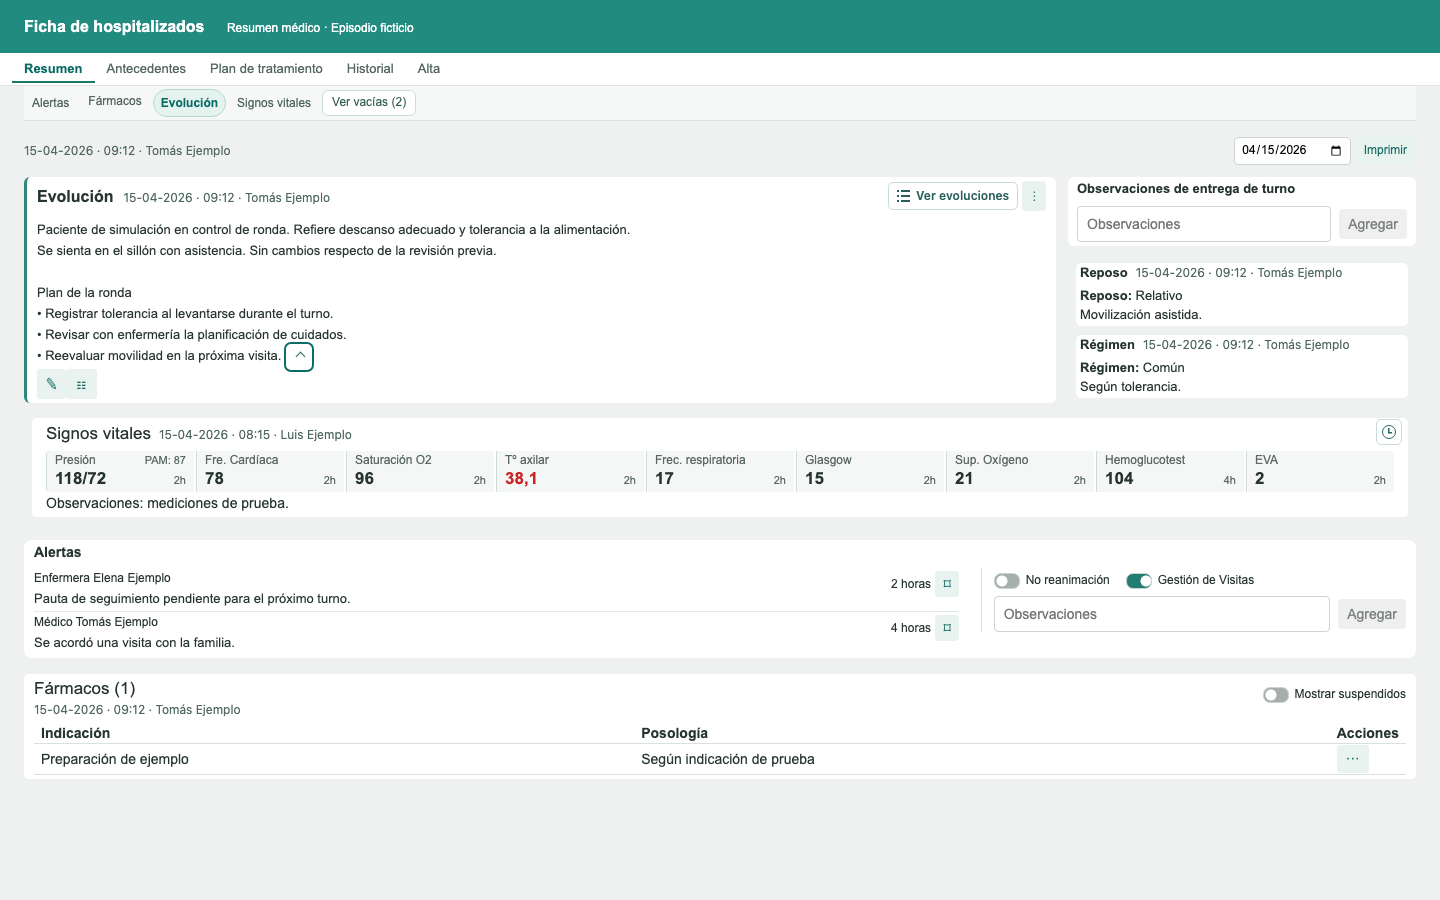 Ficha de hospitalizados Resumen médico · Episodio ficticio
Resumen Antecedentes Plan de tratamiento Historial Alta
Alertas Fármacos Evolución Signos vitales Ver vacías (2)
15-04-2026 · 09:12 · Tomás Ejemplo
04/15/2026 Imprimir
Evolución 15-04-2026 · 09:12 · Tomás Ejemplo
Ver evoluciones
Paciente de simulación en control de ronda. Refiere descanso adecuado y tolerancia a la alimentación.
Se sienta en el sillón con asistencia. Sin cambios respecto de la revisión previa.
Plan de la ronda
• Registrar tolerancia al levantarse durante el turno.
• Revisar con enfermería la planificación de cuidados.
• Reevaluar movilidad en la próxima visita.
Observaciones de entrega de turno
Observaciones Agregar
Reposo 15-04-2026 · 09:12 · Tomás Ejemplo
Reposo: Relativo
Movilización asistida.
Régimen 15-04-2026 · 09:12 · Tomás Ejemplo
Régimen: Común
Según tolerancia.
Signos vitales 15-04-2026 · 08:15 · Luis Ejemplo
Presión PAM: 87
118/72 2h
Fre. Cardíaca
78 2h
Saturación O2
96 2h
Tº axilar
38,1 2h
Frec. respiratoria
17 2h
Glasgow
15 2h
Sup. Oxígeno
21 2h
Hemoglucotest
104 4h
EVA
2 2h
Observaciones: mediciones de prueba.
Alertas
Enfermera Elena Ejemplo
Pauta de seguimiento pendiente para el próximo turno.
2 horas
Médico Tomás Ejemplo
Se acordó una visita con la familia.
4 horas
No reanimación Gestión de Visitas
Observaciones Agregar
Fármacos (1)
15-04-2026 · 09:12 · Tomás Ejemplo
Mostrar suspendidos
Indicación Posología Acciones
Preparación de ejemplo Según indicación de prueba ···